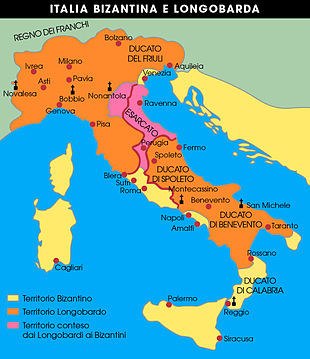 ITALIA BIZANTINA E LONGOBARDA
REGNO DEI FRANCHI
Bolzano
DUCATO
DEL FRIULI
Milano
Ivrea
Aquileja
Venezia
Asti
Pavia
Novalesa
Bobbio
Nonantola
Genova
Ravenna
ESARCATO
Pisa
Perugia
Fermo
Spoleto
Blera
DUCATO
DI SPOLETO
Sutri
Roma
Montecassino
Benevento
San Michele
Napoli
DUCATO
DI BENEVENTO
Amalfi
Taranto
Rossano
Cagliari
DUCATO
DI CALABRIA
Territorio Bizantino
Palermo
Territorio Longobardo
Reggio
Territorio conteso
dai Longobardi ai Bizantini
Siracusa